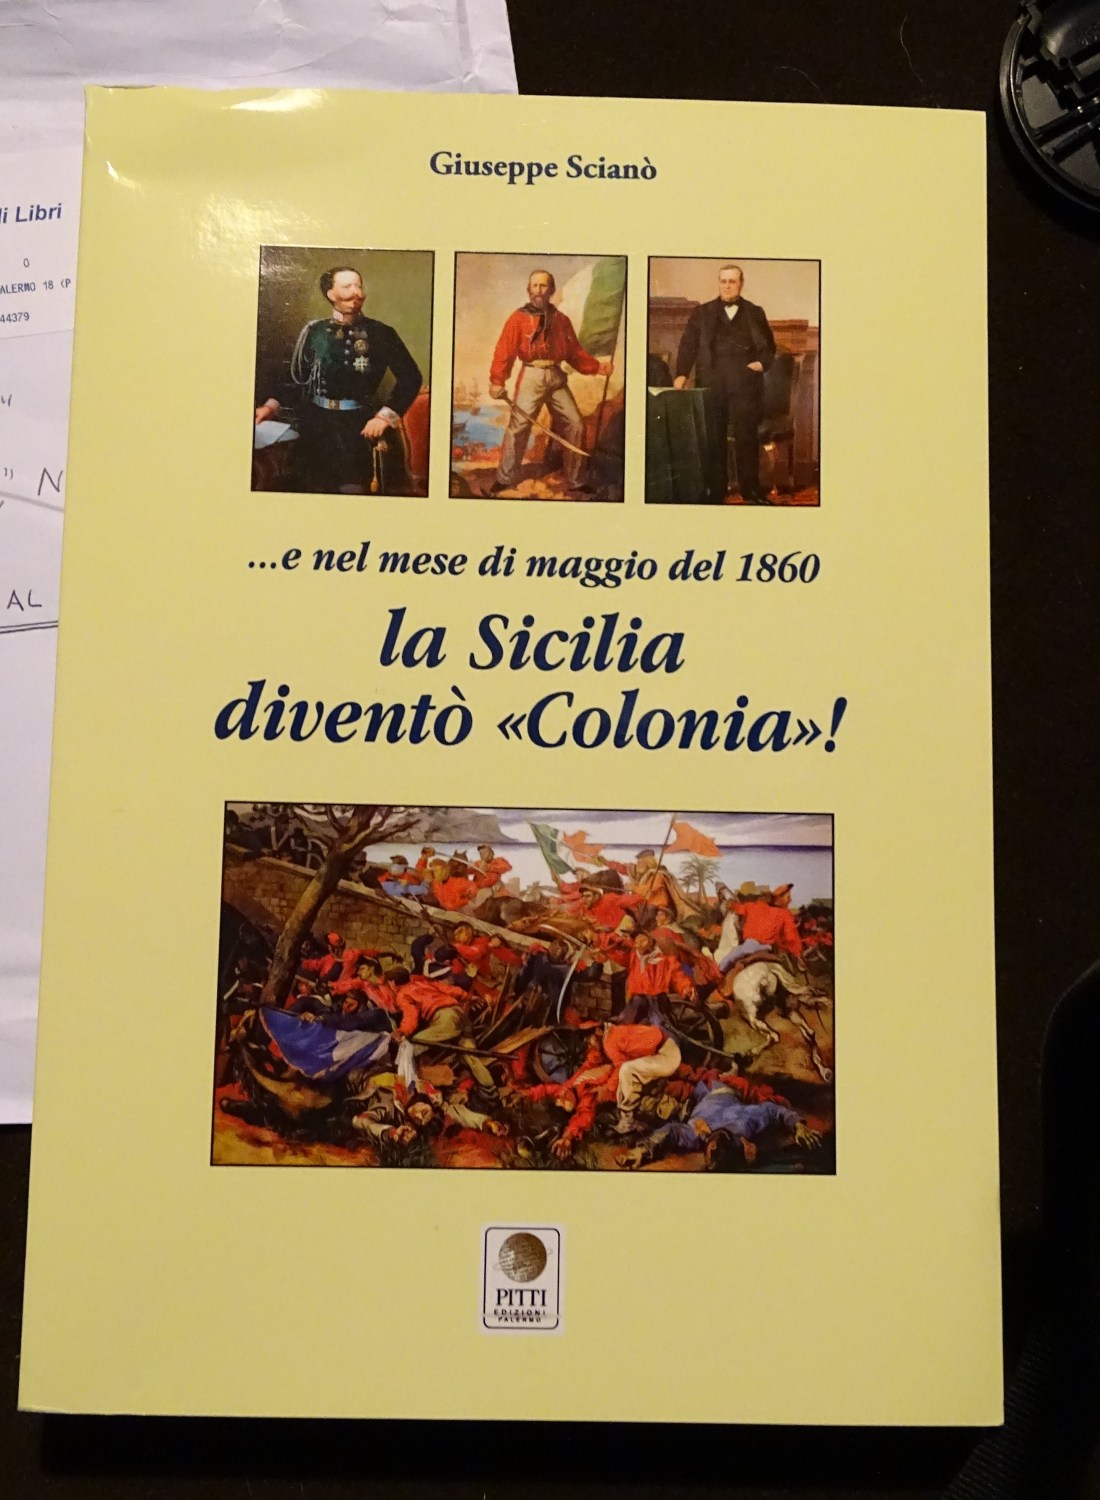 Giuseppe Scianò
...e nel mese di maggio del 1860
la Sicilia
diventò «Colonia»!
PITTI
EDIZIONI
PALERMO
li Libri
0
ALERMO 18 (P
44379
N
AL